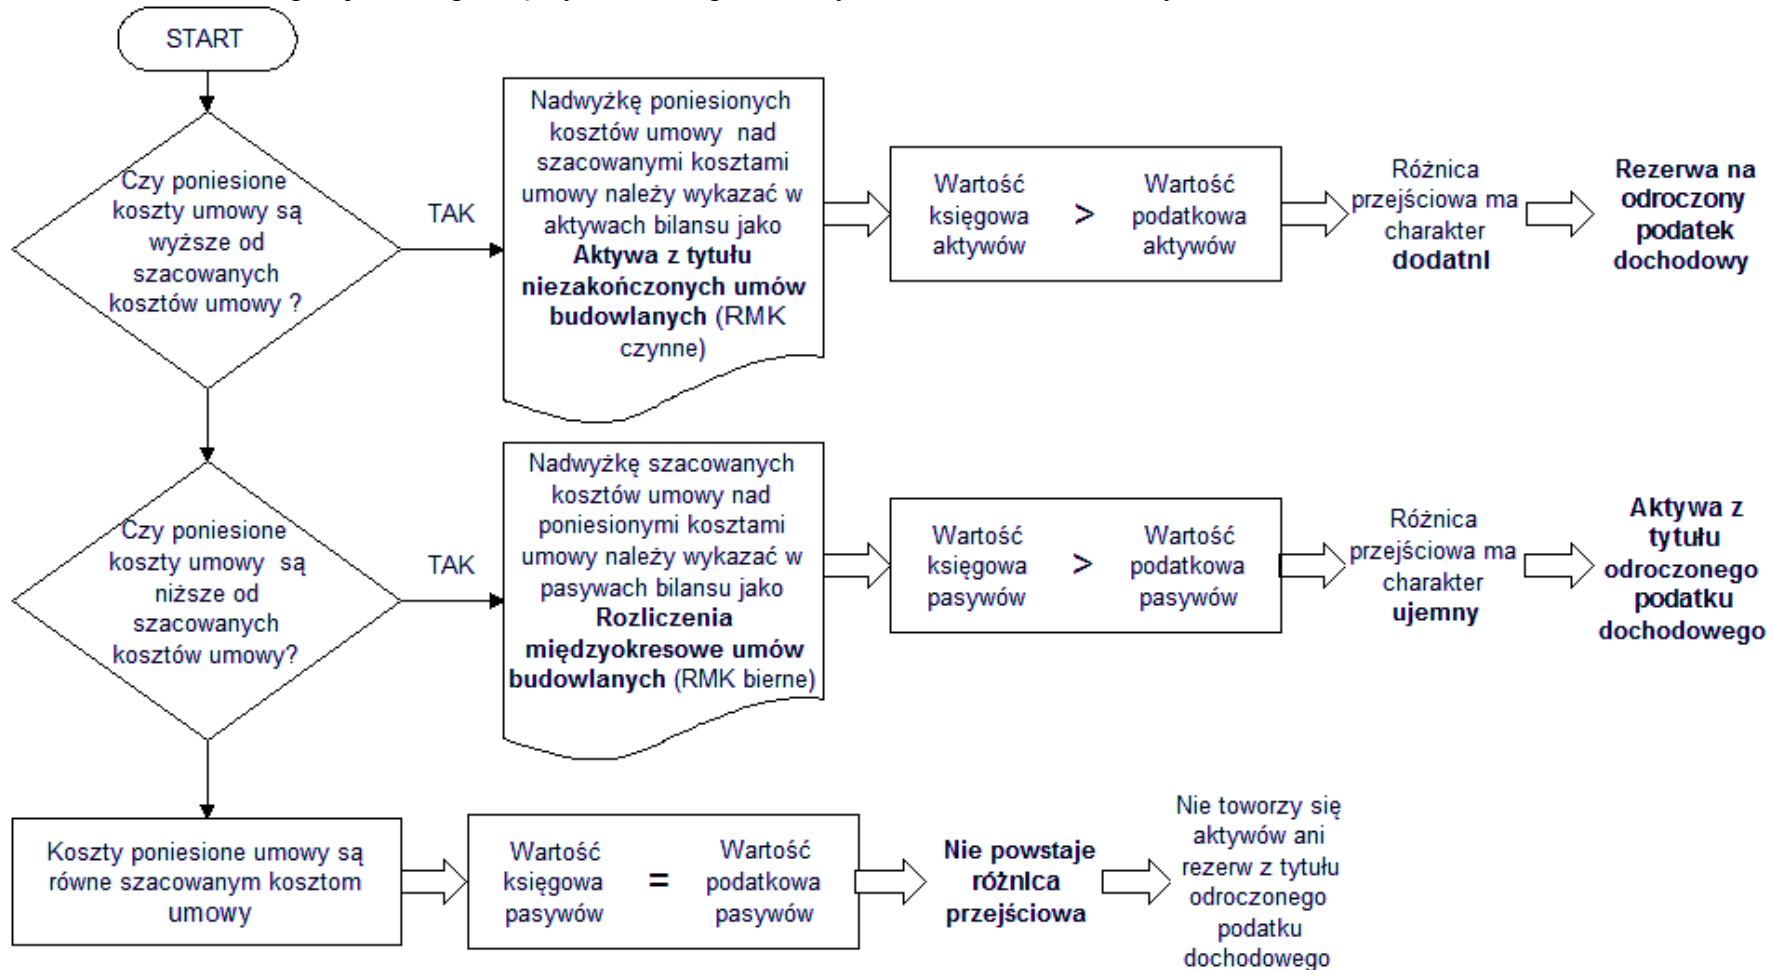 START
Czy poniesione
koszty umowy są
wyższe od
szacowanych
kosztów umowy ?
TAK
Nadwyżkę poniesionych
kosztów umowy nad
szacowanymi kosztami
umowy należy wykazać w
aktywach bilansu jako
Aktywa z tytułu
niezakończonych umów
budowlanych (RMK
czynne)
Wartość
księgowa
aktywów
>
Wartość
podatkowa
aktywów
Różnica
przejściowa ma
charakter
dodatni
Rezerwa na
odroczony
podatek
dochodowy
Czy poniesione
koszty umowy są
niższe od
szacowanych
kosztów umowy?
TAK
Nadwyżkę szacowanych
kosztów umowy nad
poniesionymi kosztami
umowy należy wykazać w
pasywach bilansu jako
Rozliczenia
międzyokresowe umów
budowlanych (RMK bierne)
Wartość
księgowa
pasywów
>
Wartość
podatkowa
pasywów
Różnica
przejściowa ma
charakter
ujemny
Aktywa z
tytułu
odroczonego
podatku
dochodowego
Koszty poniesione umowy są
równe szacowanym kosztom
umowy
Wartość
księgowa
pasywów
=
Wartość
podatkowa
pasywów
Nie powstaje
różnica
przejściowa
Nie toworzy się
aktywów ani
rezerw z tytułu
odroczonego
podatku
dochodowego